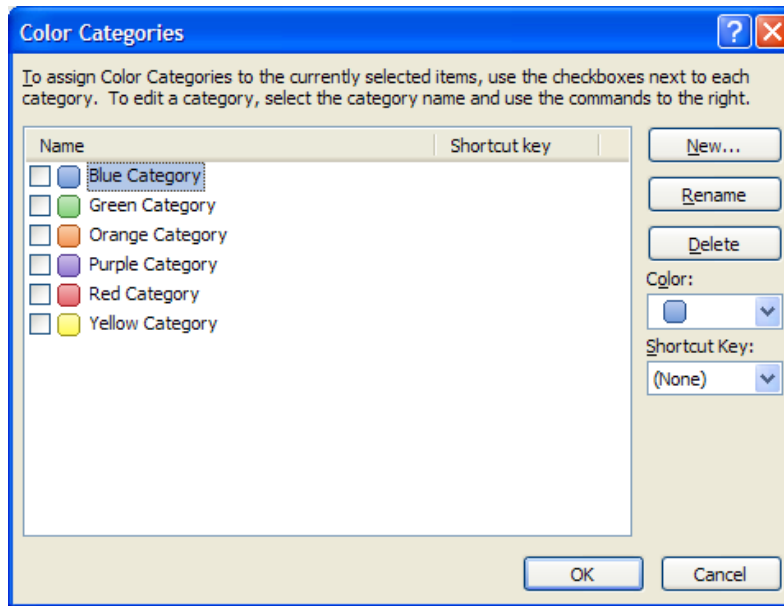 Color Categories
To assign Color Categories to the currently selected items, use the checkboxes next to each
category. To edit a category, select the category name and use the commands to the right.
Name Shortcut key
Blue Category
Green Category
Orange Category
Purple Category
Red Category
Yellow Category
New...
Rename
Delete
Color:
Shortcut Key:
(None)
OK Cancel